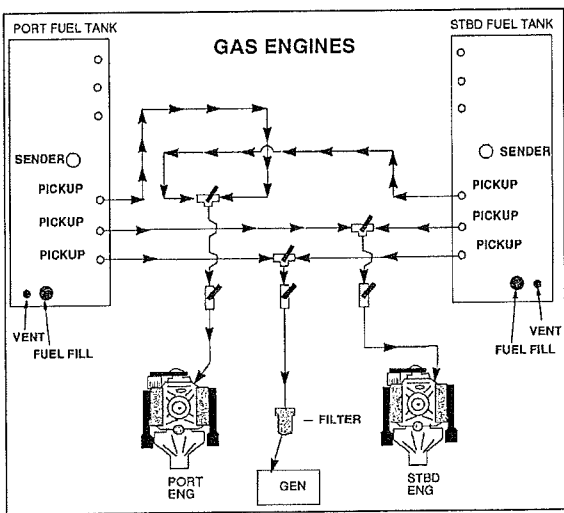 PORT FUEL TANK
STBD FUEL TANK
GAS ENGINES
SENDER
SENDER
PICKUP
PICKUP
PICKUP
PICKUP
PICKUP
PICKUP
VENT
FUEL FILL
VENT
FUEL FILL
FILTER
PORT
ENG
GEN
STBD
ENG